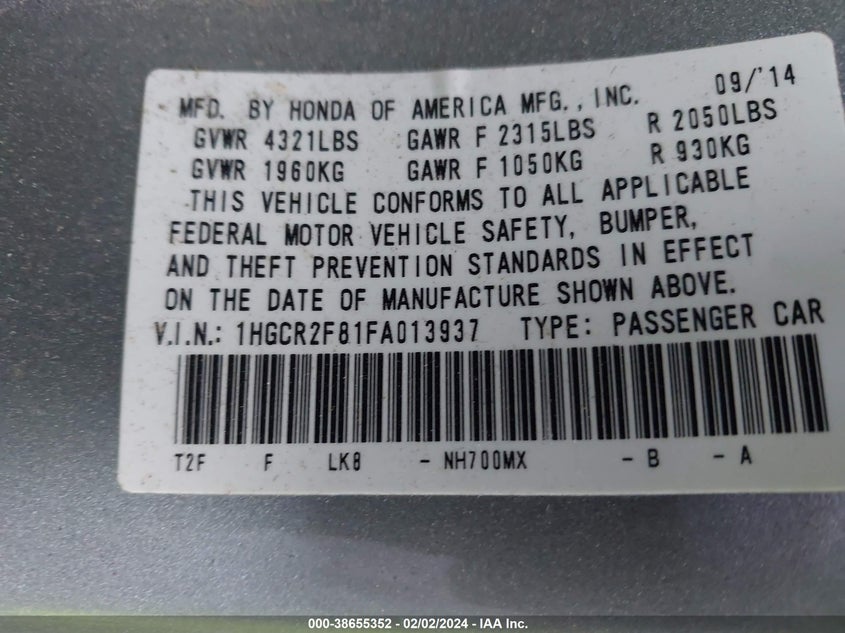 MFD. BY HONDA OF AMERICA MFG., INC. 09/'14
GVWR 4321LBS GAWR F 2315LBS R 2050LBS
GVWR 1960KG GAWR F 1050KG R 930KG
THIS VEHICLE CONFORMS TO ALL APPLICABLE
FEDERAL MOTOR VEHICLE SAFETY, BUMPER,
AND THEFT PREVENTION STANDARDS IN EFFECT
ON THE DATE OF MANUFACTURE SHOWN ABOVE.
V.I.N.: 1HGCR2F81FA013937 TYPE: PASSENGER CAR
T2F F LK8 - NH700MX - B - A
000-38655352 - 02/02/2024 - IAA Inc.